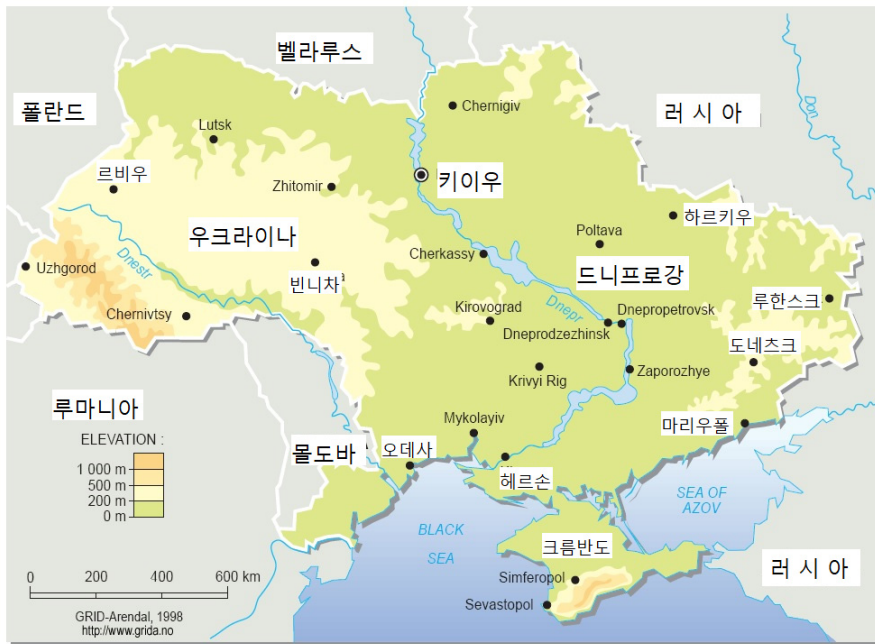 벨라루스
폴란드
러 시 아
Don
Chernigiv
Lutsk
르비우
Zhitomir
키이우
하르키우
Poltava
우크라이나
Dnestr
Cherkassy
Uzhgorod
빈니차
드니프로강
Dnepr
루한스크
Kirovograd
Dnepropetrovsk
Chernivtsy
Dneprodzezhinsk
도네츠크
Krivyi Rig
Zaporozhye
루마니아
Mykolayiv
마리우폴
ELEVATION :
1 000 m
500 m
200 m
0 m
몰도바
오데사
헤르손
SEA OF
AZOV
BLACK
SEA
크름반도
러 시 아
Simferopol
Sevastopol
0 200 400 600 km
GRID-Arendal, 1998
http://www.grida.no